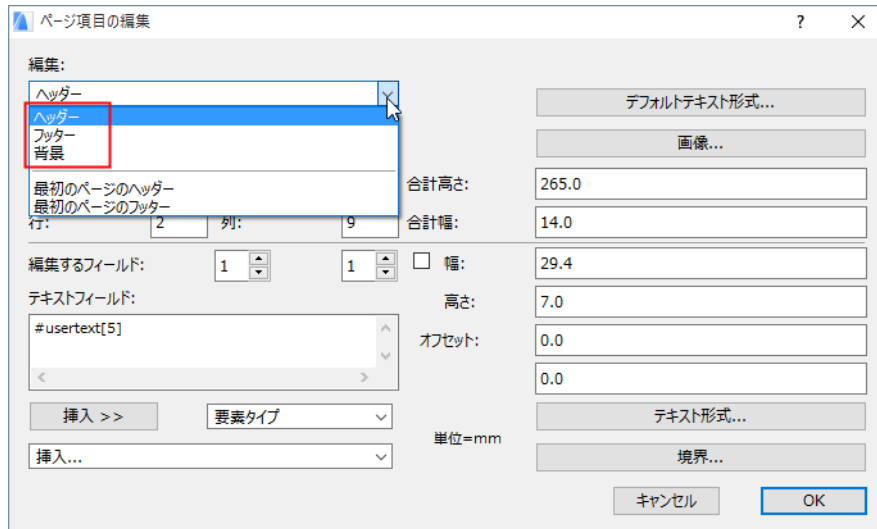 ページ項目の編集
?
編集:
ヘッダー
ヘッダー
フッター
背景
最初のページのヘッダー
最初のページのフッター
デフォルトテキスト形式...
画像...
合計高さ: 265.0
行: 2 列: 9 合計幅: 14.0
編集するフィールド: 1 1 幅: 29.4
テキストフィールド: 高さ: 7.0
#usertext[5]
オフセット: 0.0
0.0
挿入 >> 要素タイプ テキスト形式...
単位=mm
挿入... 境界...
キャンセル OK